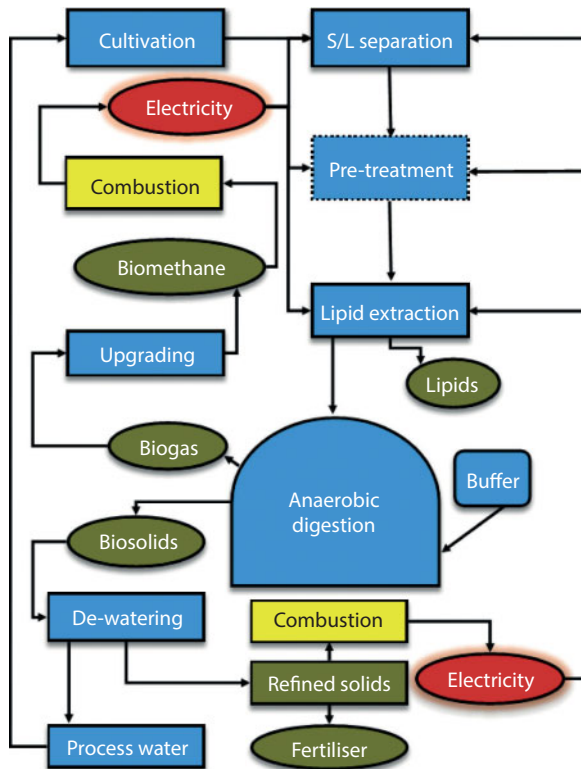 Cultivation
S/L separation
Electricity
Pre-treatment
Combustion
Biomethane
Lipid extraction
Upgrading
Lipids
Biogas
Anaerobic
digestion
Buffer
Biosolids
De-watering
Combustion
Refined solids
Electricity
Process water
Fertiliser